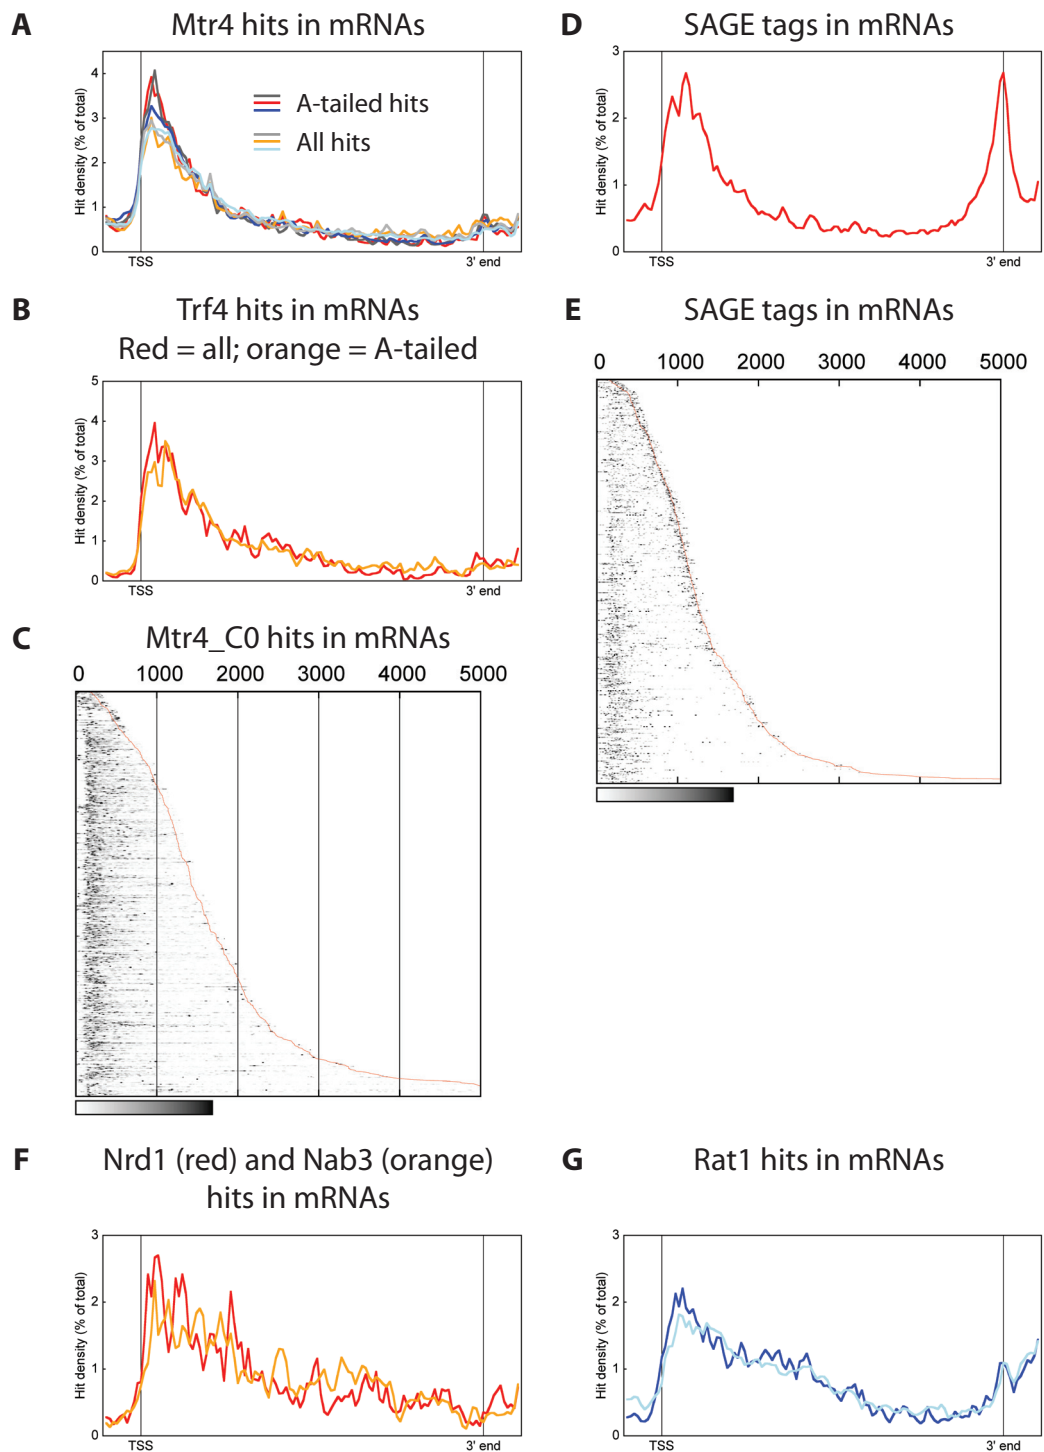 A
Mtr4 hits in mRNAs
Hit density (% of total)
4
3
2
1
0
A-tailed hits
All hits
TSS
3' end
B
Trf4 hits in mRNAs
Red = all; orange = A-tailed
Hit density (% of total)
5
4
3
2
1
0
TSS
3' end
C
Mtr4_C0 hits in mRNAs
0 1000 2000 3000 4000 5000
D
SAGE tags in mRNAs
Hit density (% of total)
3
2
1
0
TSS
3' end
E
SAGE tags in mRNAs
0 1000 2000 3000 4000 5000
F
Nrd1 (red) and Nab3 (orange)
hits in mRNAs
Hit density (% of total)
3
2
1
0
TSS
3' end
G
Rat1 hits in mRNAs
Hit density (% of total)
3
2
1
0
TSS
3' end